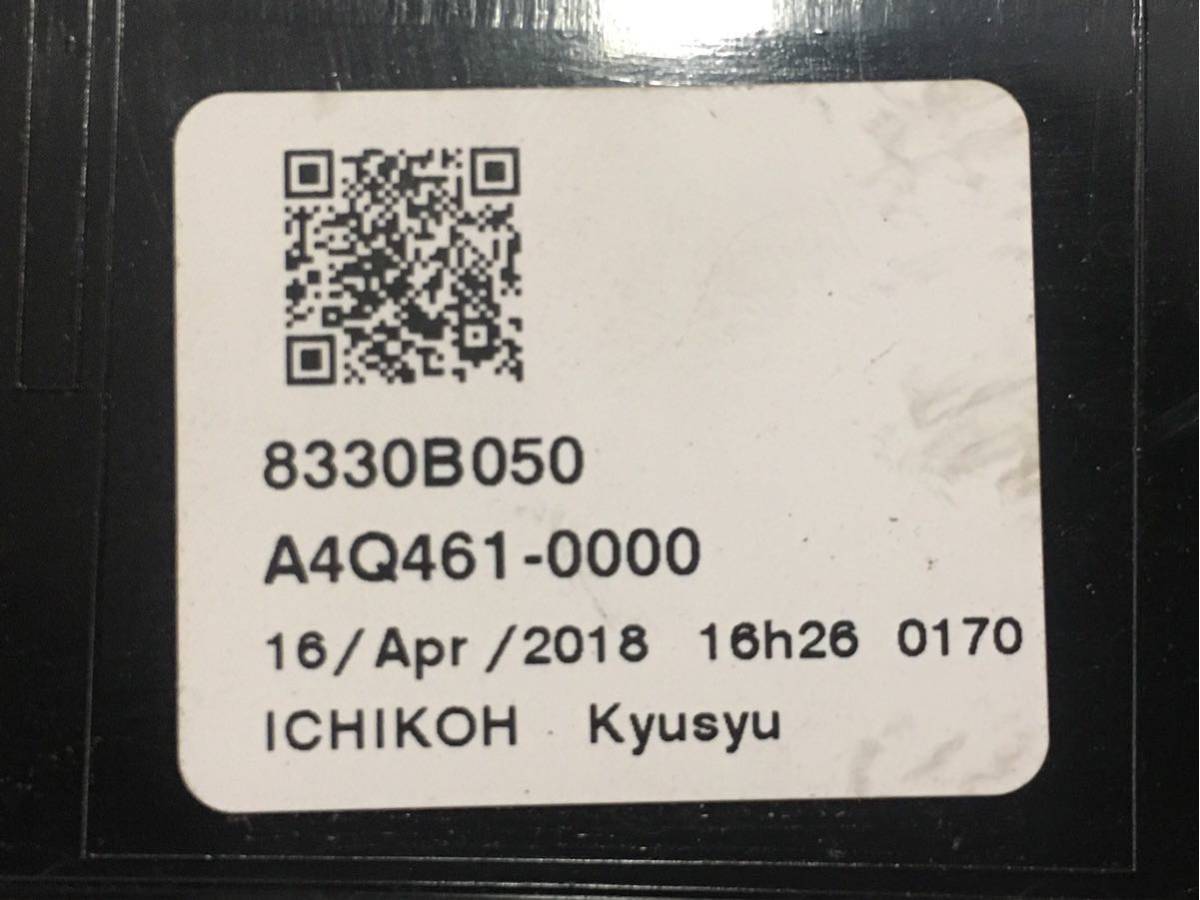 8330B050
A4Q461-0000
16/Apr/2018 16h26 0170
ICHIKOH Kyusyu